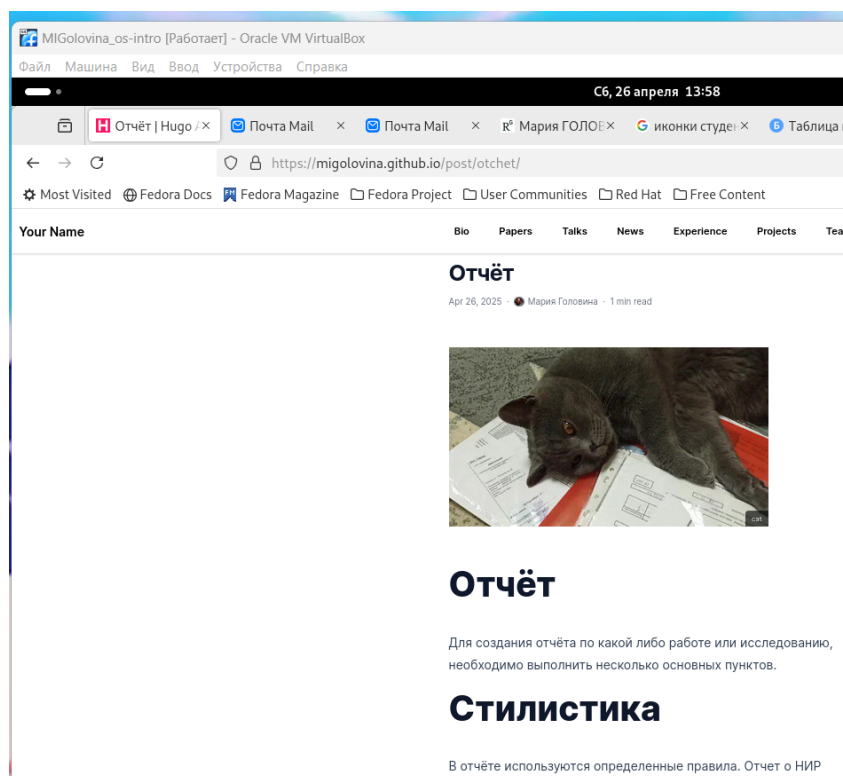 MIGolovina_os-intro [Работает] - Oracle VM VirtualBox
Файл Машина Вид Ввод Устройства Справка
Сб, 26 апреля 13:58
Отчёт | Hugo Почта Mail Почта Mail Мария ГОЛОВ иконки студен Таблица
https://migolovina.github.io/post/otchet/
Most Visited Fedora Docs Fedora Magazine Fedora Project User Communities Red Hat Free Content
Your Name Bio Papers Talks News Experience Projects Tea
Отчёт
Apr 26, 2025 · Мария Головина · 1 min read
cat
Отчёт
Для создания отчёта по какой либо работе или исследованию,
необходимо выполнить несколько основных пунктов.
Стилистика
В отчёте используются определенные правила. Отчет о НИР